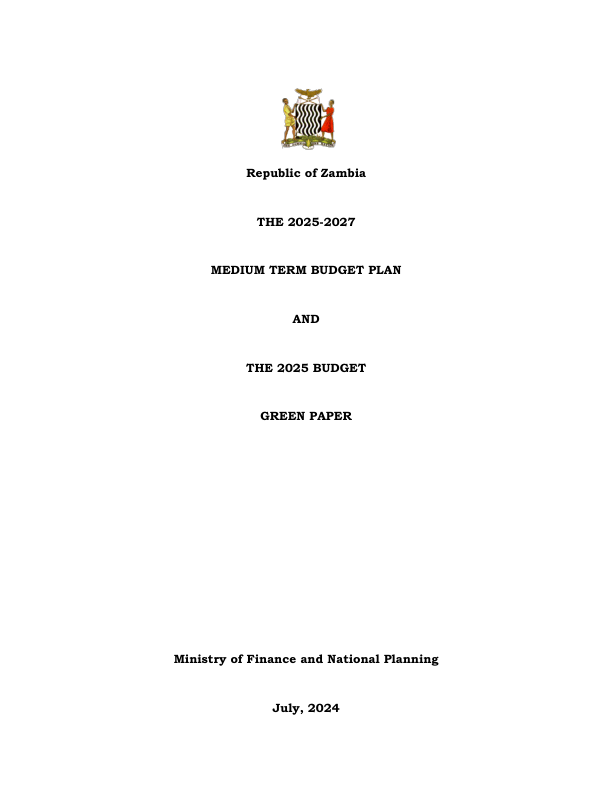 Republic of Zambia
THE 2025-2027
MEDIUM TERM BUDGET PLAN
AND
THE 2025 BUDGET
GREEN PAPER
Ministry of Finance and National Planning
July, 2024